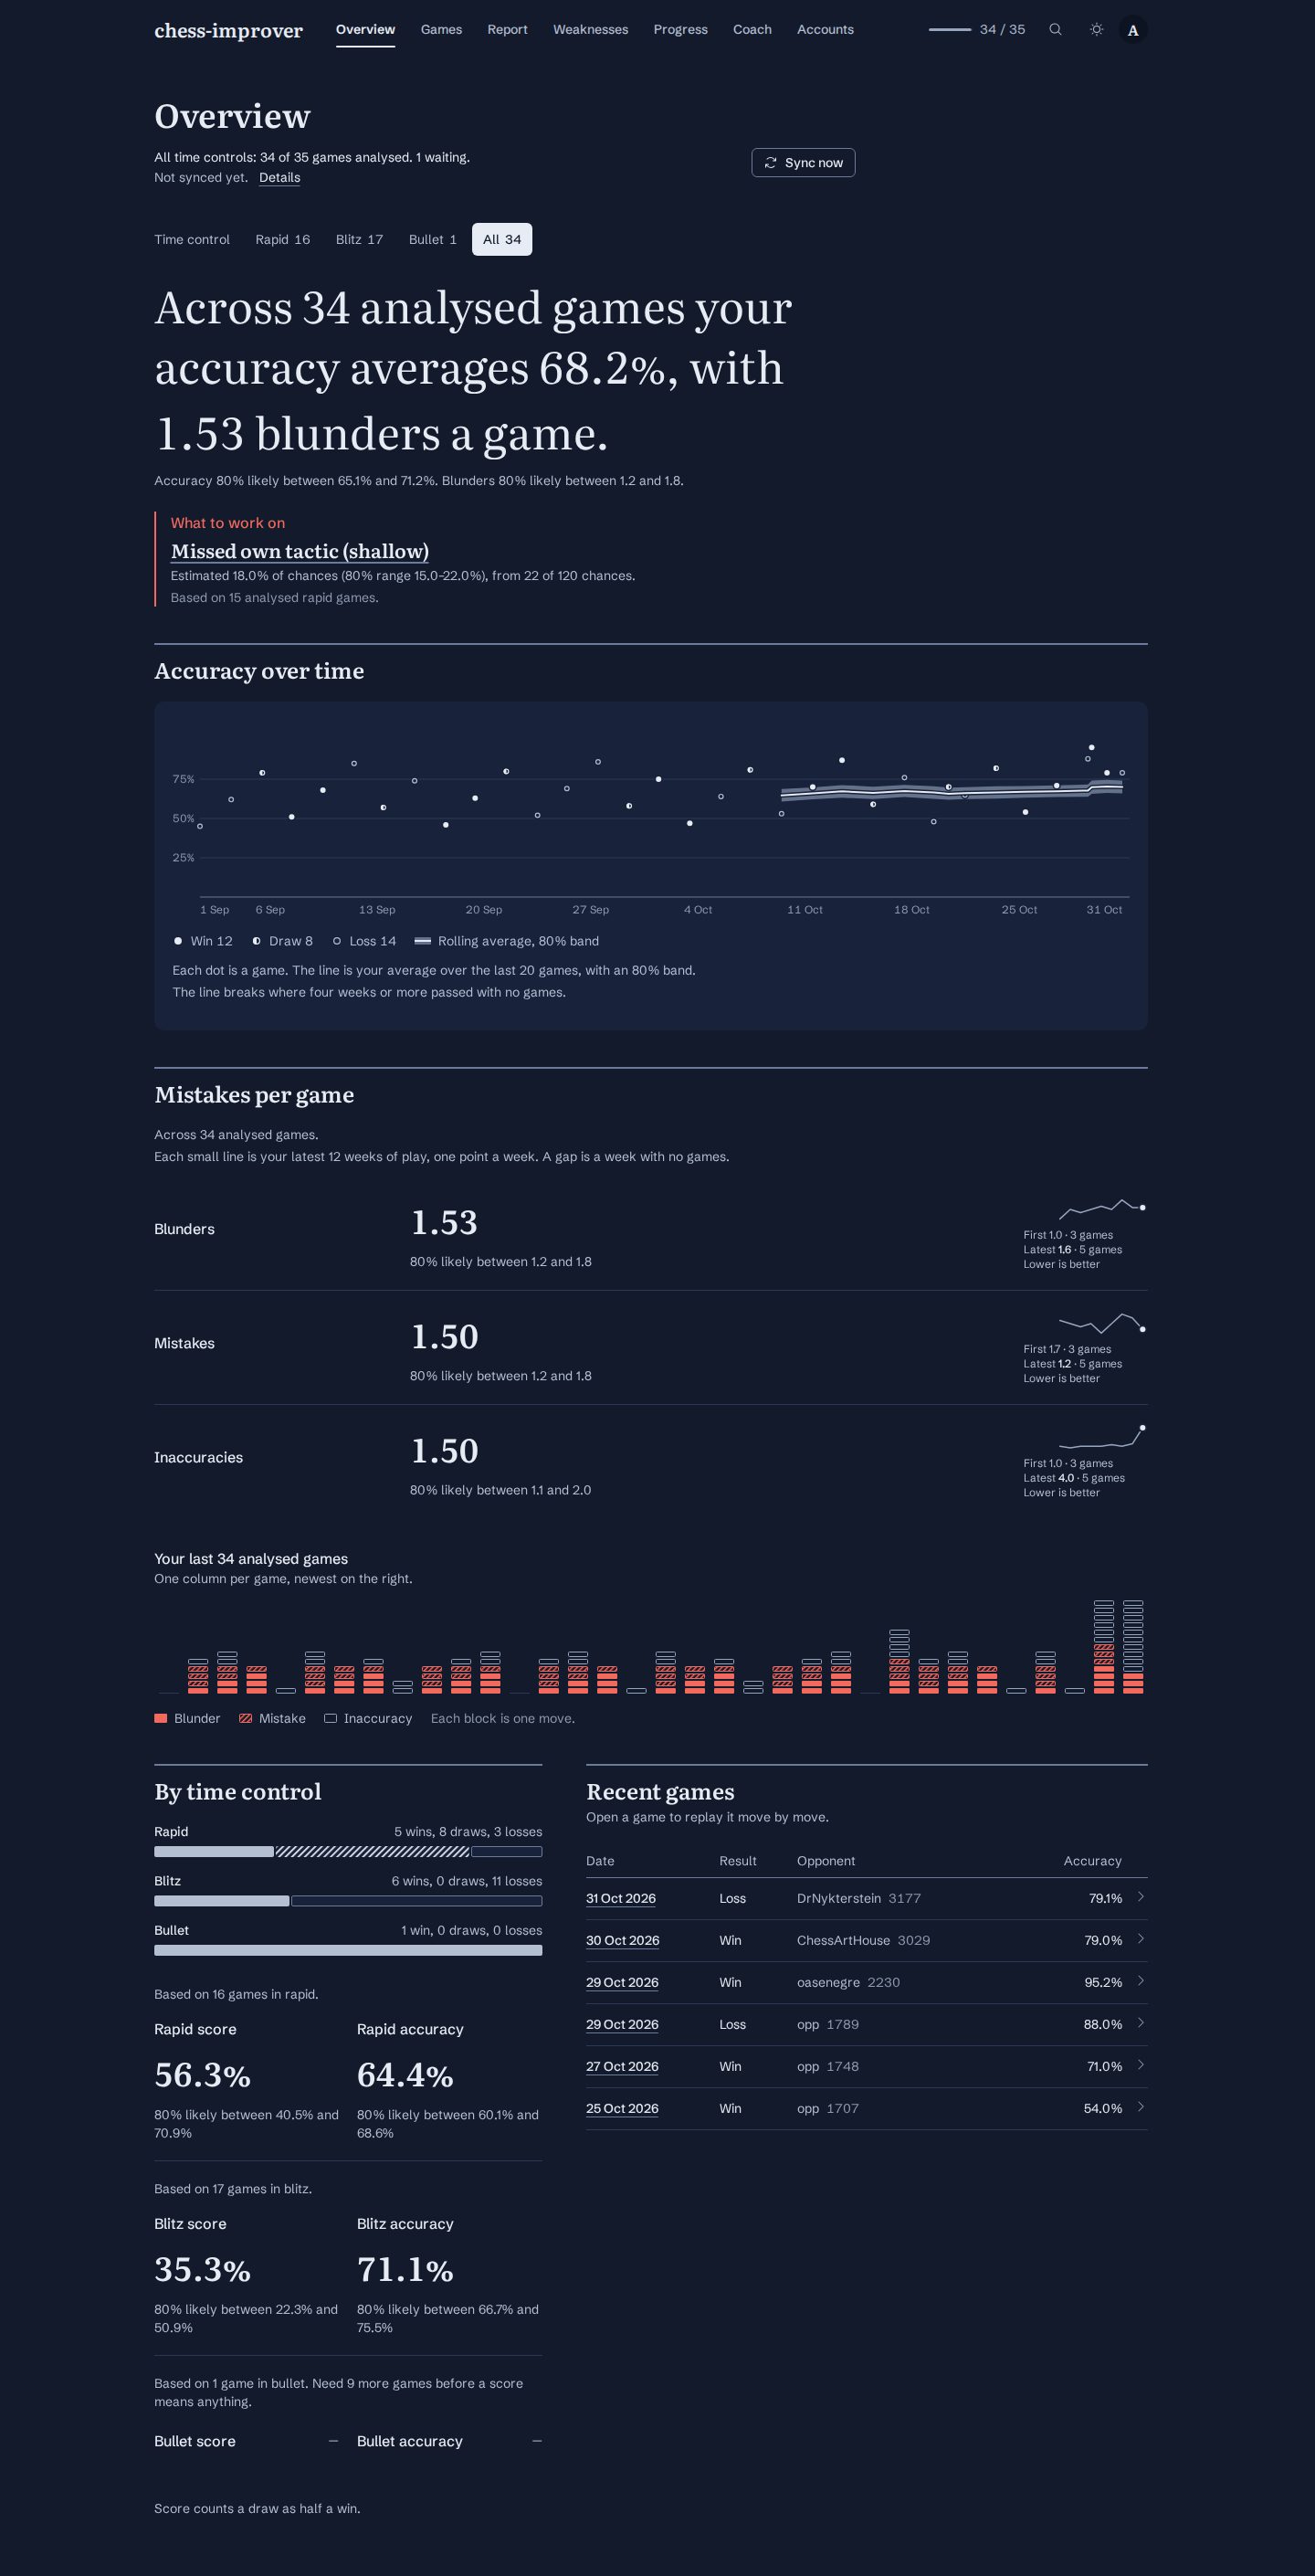 chess-improver Overview Games Report Weaknesses Progress Coach Accounts 34 / 35 A
Overview
All time controls: 34 of 35 games analysed. 1 waiting.
Not synced yet. Details
Sync now
Time control Rapid 16 Blitz 17 Bullet 1 All 34
Across 34 analysed games your
accuracy averages 68.2%, with
1.53 blunders a game.
Accuracy 80% likely between 65.1% and 71.2%. Blunders 80% likely between 1.2 and 1.8.
What to work on
Missed own tactic (shallow)
Estimated 18.0% of chances (80% range 15.0–22.0%), from 22 of 120 chances.
Based on 15 analysed rapid games.
Accuracy over time
75%
50%
25%
1 Sep 6 Sep 13 Sep 20 Sep 27 Sep 4 Oct 11 Oct 18 Oct 25 Oct 31 Oct
Win 12 Draw 8 Loss 14 Rolling average, 80% band
Each dot is a game. The line is your average over the last 20 games, with an 80% band.
The line breaks where four weeks or more passed with no games.
Mistakes per game
Across 34 analysed games.
Each small line is your latest 12 weeks of play, one point a week. A gap is a week with no games.
Blunders
1.53
80% likely between 1.2 and 1.8
First 1.0 · 3 games
Latest 1.6 · 5 games
Lower is better
Mistakes
1.50
80% likely between 1.2 and 1.8
First 1.7 · 3 games
Latest 1.2 · 5 games
Lower is better
Inaccuracies
1.50
80% likely between 1.1 and 2.0
First 1.0 · 3 games
Latest 4.0 · 5 games
Lower is better
Your last 34 analysed games
One column per game, newest on the right.
Blunder Mistake Inaccuracy Each block is one move.
By time control
Rapid 5 wins, 8 draws, 3 losses
Blitz 6 wins, 0 draws, 11 losses
Bullet 1 win, 0 draws, 0 losses
Based on 16 games in rapid.
Rapid score Rapid accuracy
56.3% 64.4%
80% likely between 40.5% and
70.9%
80% likely between 60.1% and
68.6%
Based on 17 games in blitz.
Blitz score Blitz accuracy
35.3% 71.1%
80% likely between 22.3% and
50.9%
80% likely between 66.7% and
75.5%
Based on 1 game in bullet. Need 9 more games before a score
means anything.
Bullet score – Bullet accuracy –
Score counts a draw as half a win.
Recent games
Open a game to replay it move by move.
Date Result Opponent Accuracy
31 Oct 2026 Loss DrNykterstein 3177 79.1%
30 Oct 2026 Win ChessArtHouse 3029 79.0%
29 Oct 2026 Win oasenegre 2230 95.2%
29 Oct 2026 Loss opp 1789 88.0%
27 Oct 2026 Win opp 1748 71.0%
25 Oct 2026 Win opp 1707 54.0%